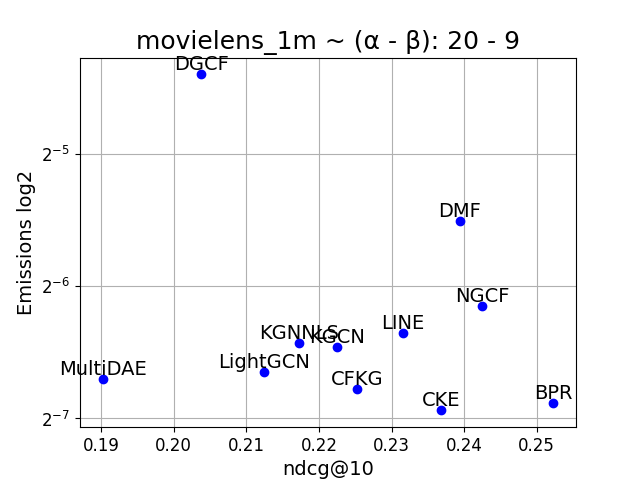 movielens_1m ~ (α - β): 20 - 9
DGCF
2⁻⁵
DMF
Emissions log2
2⁻⁶
NGCF
LINE
KGNNLS
KGCN
LightGCN
MultiDAE
CFKG
BPR
CKE
2⁻⁷
0.19 0.20 0.21 0.22 0.23 0.24 0.25
ndcg@10